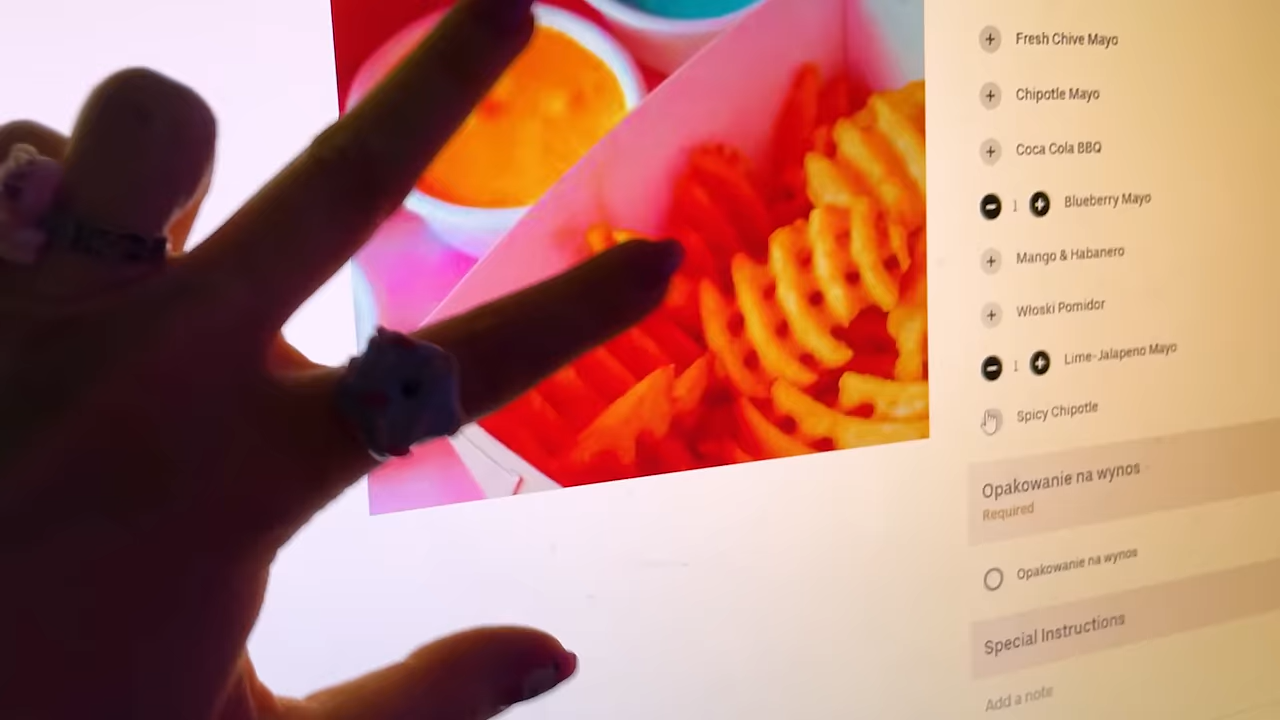 Fresh Chive Mayo
Chipotle Mayo
Coca Cola BBQ
1 Blueberry Mayo
Mango & Habanero
Włoski Pomidor
1 Lime-Jalapeno Mayo
Spicy Chipotle
Opakowanie na wynos
Required
Opakowanie na wynos
Special Instructions
Add a note